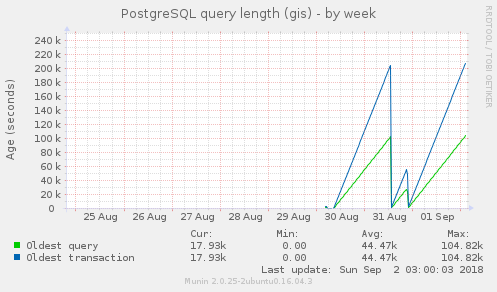 PostgreSQL query length (gis) - by week
RRDTOOL / TOBI OETIKER
Age (seconds)
240 k
220 k
200 k
180 k
160 k
140 k
120 k
100 k
80 k
60 k
40 k
20 k
0
25 Aug 26 Aug 27 Aug 28 Aug 29 Aug 30 Aug 31 Aug 01 Sep
Cur: Min: Avg: Max:
Oldest query 17.93k 0.00 44.47k 104.82k
Oldest transaction 17.93k 0.00 44.47k 104.82k
Last update: Sun Sep 2 03:00:03 2018
Munin 2.0.25-2ubuntu0.16.04.3